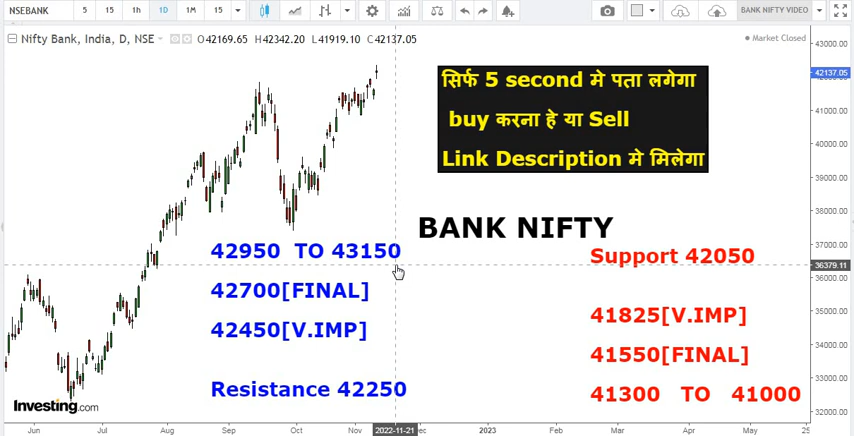 NSEBANK 5 15 1H 1D 1M 15 BANK NIFTY VIDEO
Nifty Bank, India, D, NSE O42169.65 H42342.20 L41919.10 C42137.05
Market Closed
43000.00
42137.05
सिर्फ 5 second मे पता लगेगा
buy करना हे या Sell
Link Description मे मिलेगा
41000.00
40000.00
39000.00
38000.00
37000.00
36379.11
35000.00
34000.00
33000.00
32000.00
BANK NIFTY
42950 TO 43150
42700[FINAL]
42450[V.IMP]
Resistance 42250
Support 42050
41825[V.IMP]
41550[FINAL]
41300 TO 41000
Investing.com
Jun Jul Aug Sep Oct Nov 2022-11-21 ec 2023 Feb Mar Apr May 25